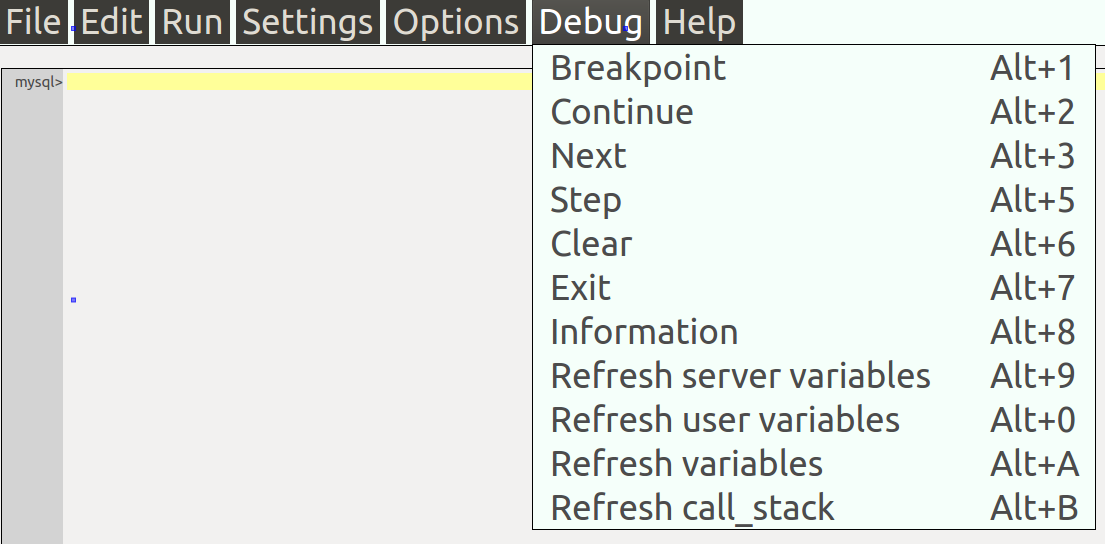 File Edit Run Settings Options Debug Help
mysql>
Breakpoint Alt+1
Continue Alt+2
Next Alt+3
Step Alt+5
Clear Alt+6
Exit Alt+7
Information Alt+8
Refresh server variables Alt+9
Refresh user variables Alt+0
Refresh variables Alt+A
Refresh call_stack Alt+B